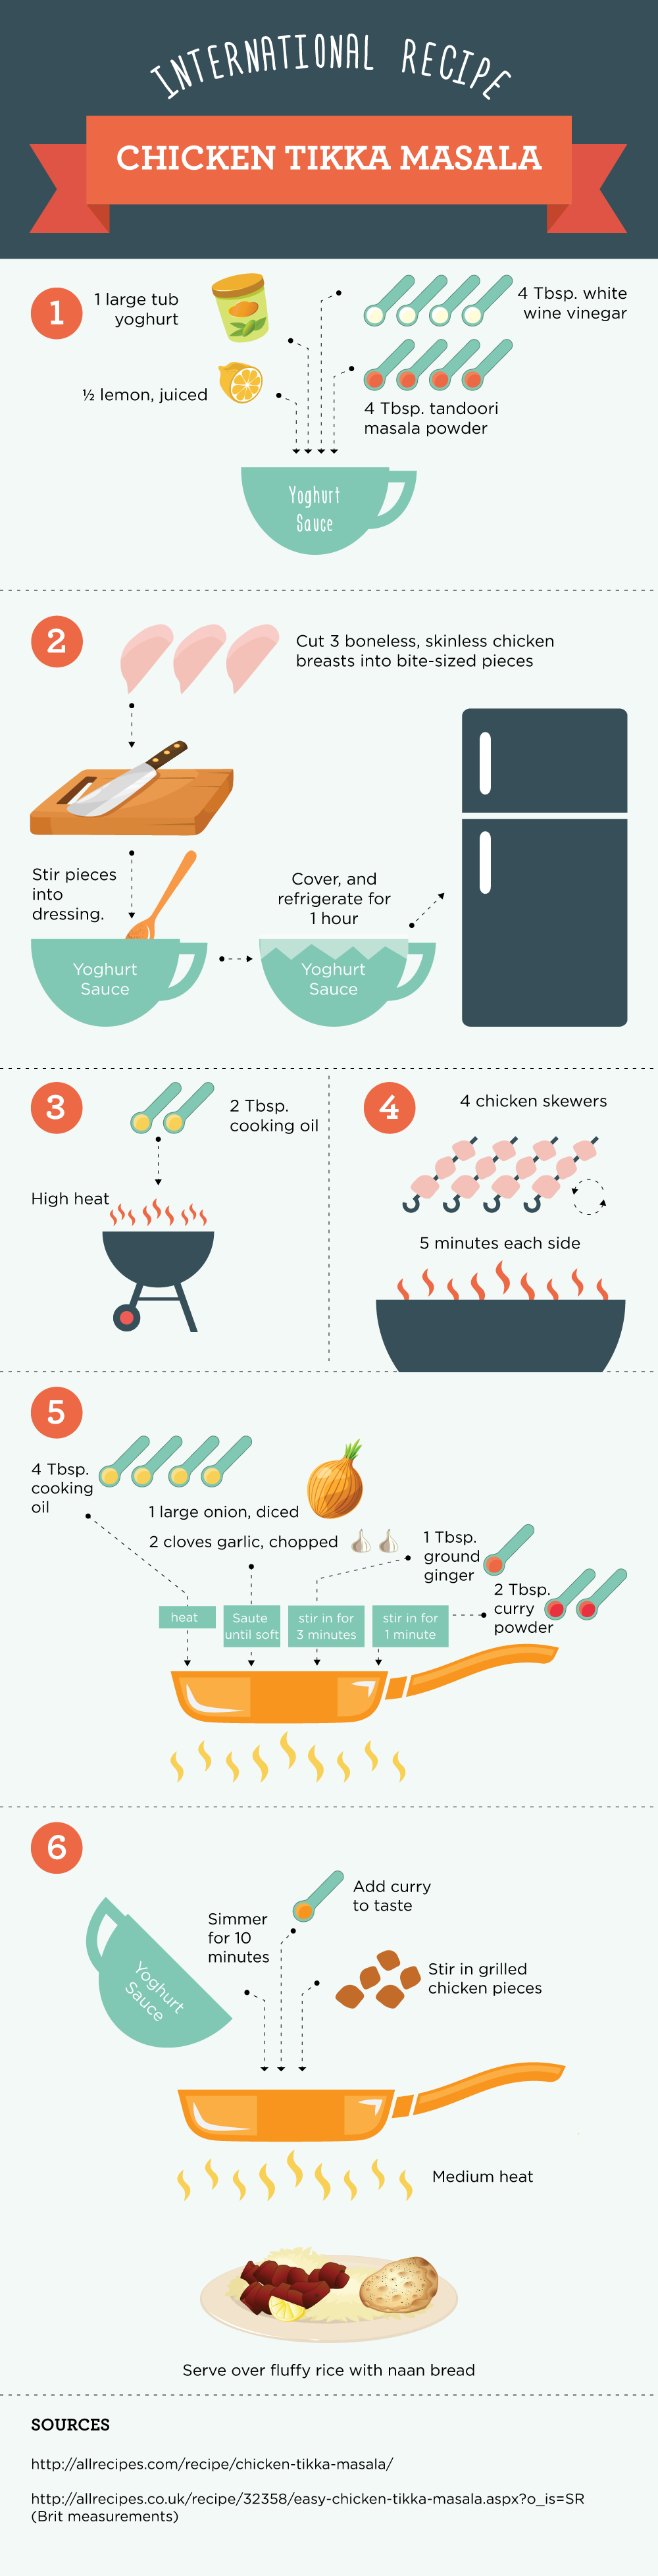 INTERNATIONAL RECIPE
CHICKEN TIKKA MASALA
1
1 large tub
yoghurt
4 Tbsp. white
wine vinegar
½ lemon, juiced
4 Tbsp. tandoori
masala powder
Yoghurt
Sauce
2
Cut 3 boneless, skinless chicken
breasts into bite-sized pieces
Stir pieces
into
dressing.
Cover, and
refrigerate for
1 hour
Yoghurt
Sauce
Yoghurt
Sauce
3
2 Tbsp.
cooking oil
High heat
4
4 chicken skewers
5 minutes each side
5
4 Tbsp.
cooking
oil
1 large onion, diced
2 cloves garlic, chopped
1 Tbsp.
ground
ginger
2 Tbsp.
curry
powder
heat
Saute
until soft
stir in for
3 minutes
stir in for
1 minute
6
Add curry
to taste
Simmer
for 10
minutes
Yoghurt
Sauce
Stir in grilled
chicken pieces
Medium heat
Serve over fluffy rice with naan bread
SOURCES
http://allrecipes.com/recipe/chicken-tikka-masala/
http://allrecipes.co.uk/recipe/32358/easy-chicken-tikka-masala.aspx?o_is=SR
(Brit measurements)